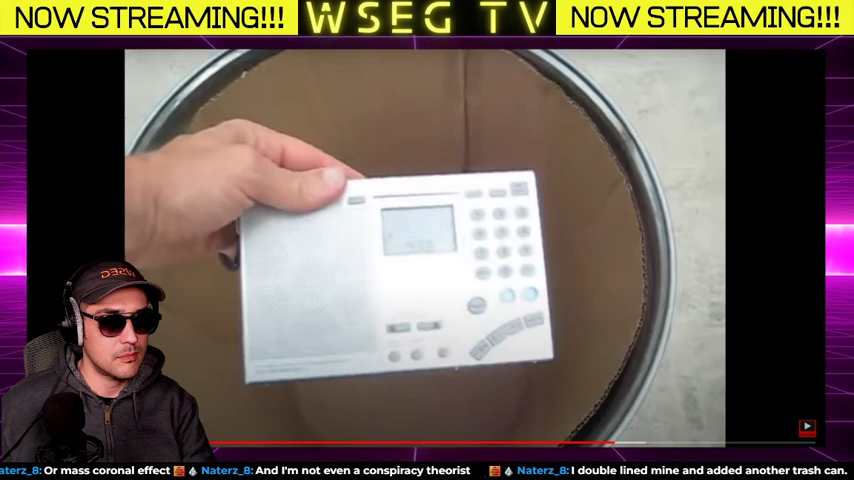 NOW STREAMING!!!
WSEG TV
NOW STREAMING!!!
WSEG
aterz_8: Or mass coronal effect Naterz_8: And I'm not even a conspiracy theorist Naterz_8: I double lined mine and added another trash can.